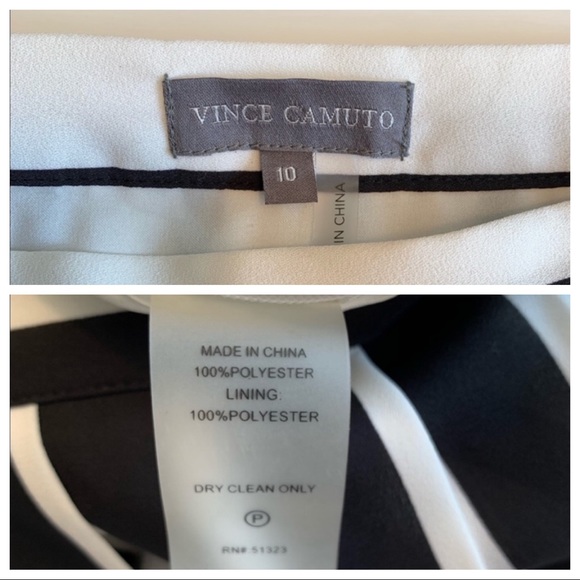 VINCE CAMUTO
10
IN CHINA
MADE IN CHINA
100%POLYESTER
LINING:
100%POLYESTER
DRY CLEAN ONLY
P
RN# 51323